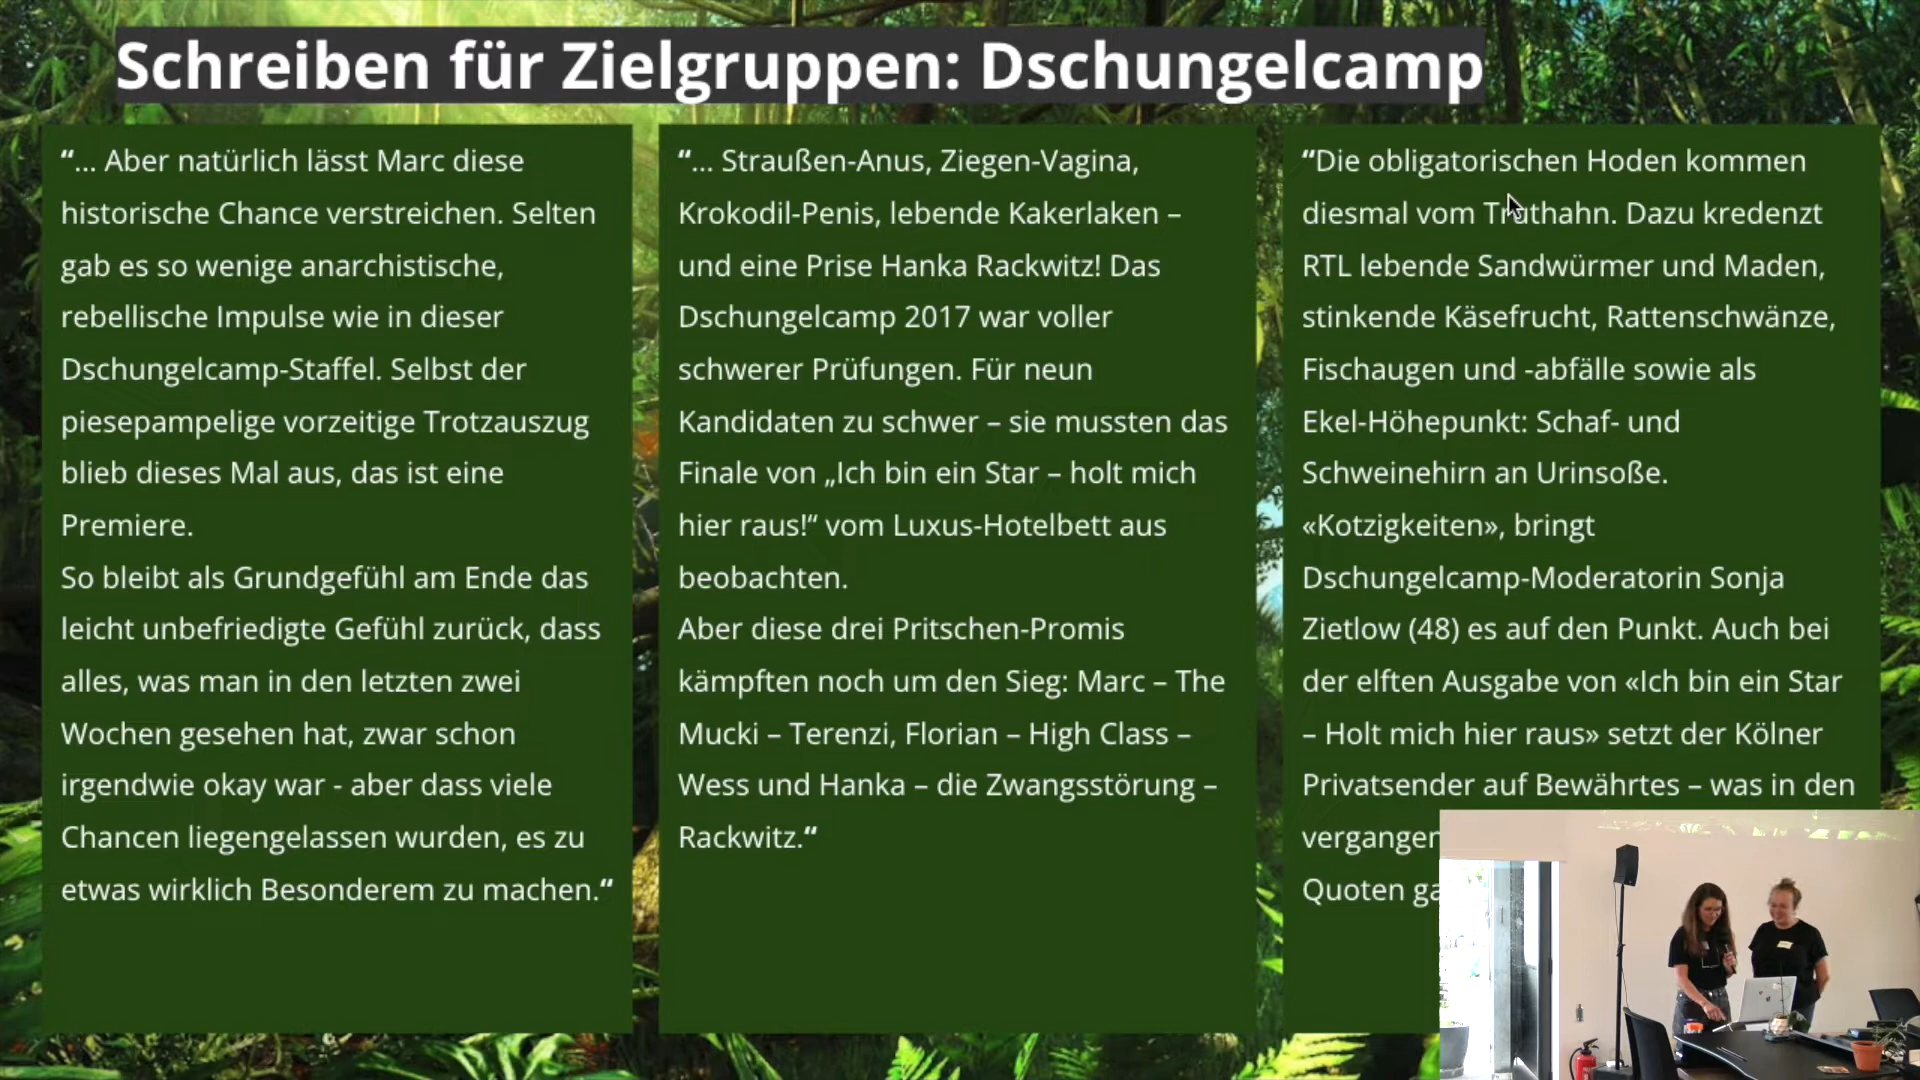 Schreiben für Zielgruppen: Dschungelcamp
“... Aber natürlich lässt Marc diese
historische Chance verstreichen. Selten
gab es so wenige anarchistische,
rebellische Impulse wie in dieser
Dschungelcamp-Staffel. Selbst der
piesepampelige vorzeitige Trotzauszug
blieb dieses Mal aus, das ist eine
Premiere.
So bleibt als Grundgefühl am Ende das
leicht unbefriedigte Gefühl zurück, dass
alles, was man in den letzten zwei
Wochen gesehen hat, zwar schon
irgendwie okay war - aber dass viele
Chancen liegengelassen wurden, es zu
etwas wirklich Besonderem zu machen.“
“... Straußen-Anus, Ziegen-Vagina,
Krokodil-Penis, lebende Kakerlaken –
und eine Prise Hanka Rackwitz! Das
Dschungelcamp 2017 war voller
schwerer Prüfungen. Für neun
Kandidaten zu schwer – sie mussten das
Finale von „Ich bin ein Star – holt mich
hier raus!“ vom Luxus-Hotelbett aus
beobachten.
Aber diese drei Pritschen-Promis
kämpften noch um den Sieg: Marc – The
Mucki – Terenzi, Florian – High Class –
Wess und Hanka – die Zwangsstörung –
Rackwitz.“
“Die obligatorischen Hoden kommen
diesmal vom Truthahn. Dazu kredenzt
RTL lebende Sandwürmer und Maden,
stinkende Käsefrucht, Rattenschwänze,
Fischaugen und -abfälle sowie als
Ekel-Höhepunkt: Schaf- und
Schweinehirn an Urinsoße.
«Kotzigkeiten», bringt
Dschungelcamp-Moderatorin Sonja
Zietlow (48) es auf den Punkt. Auch bei
der elften Ausgabe von «Ich bin ein Star
– Holt mich hier raus» setzt der Kölner
Privatsender auf Bewährtes – was in den
vergangen
Quoten ga